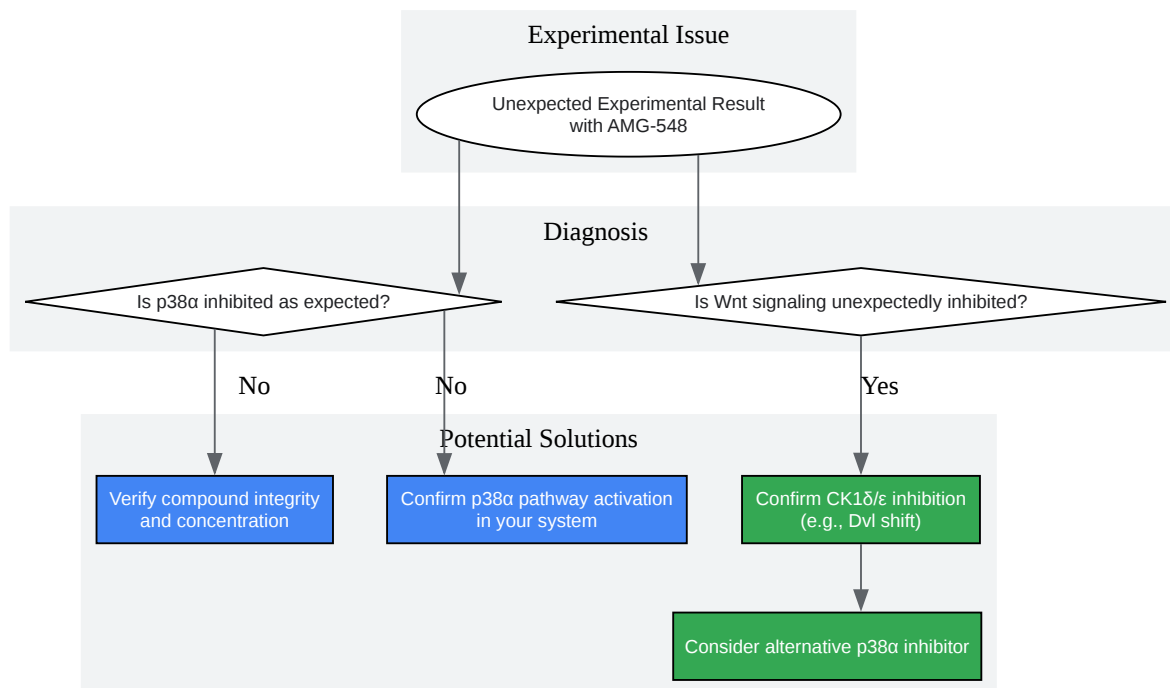 Experimental Issue
Unexpected Experimental Result
with AMG-548
Diagnosis
Is p38α inhibited as expected?
Is Wnt signaling unexpectedly inhibited?
No
No
Yes
Potential Solutions
Verify compound integrity
and concentration
Confirm p38α pathway activation
in your system
Confirm CK1δ/ε inhibition
(e.g., Dvl shift)
Consider alternative p38α inhibitor